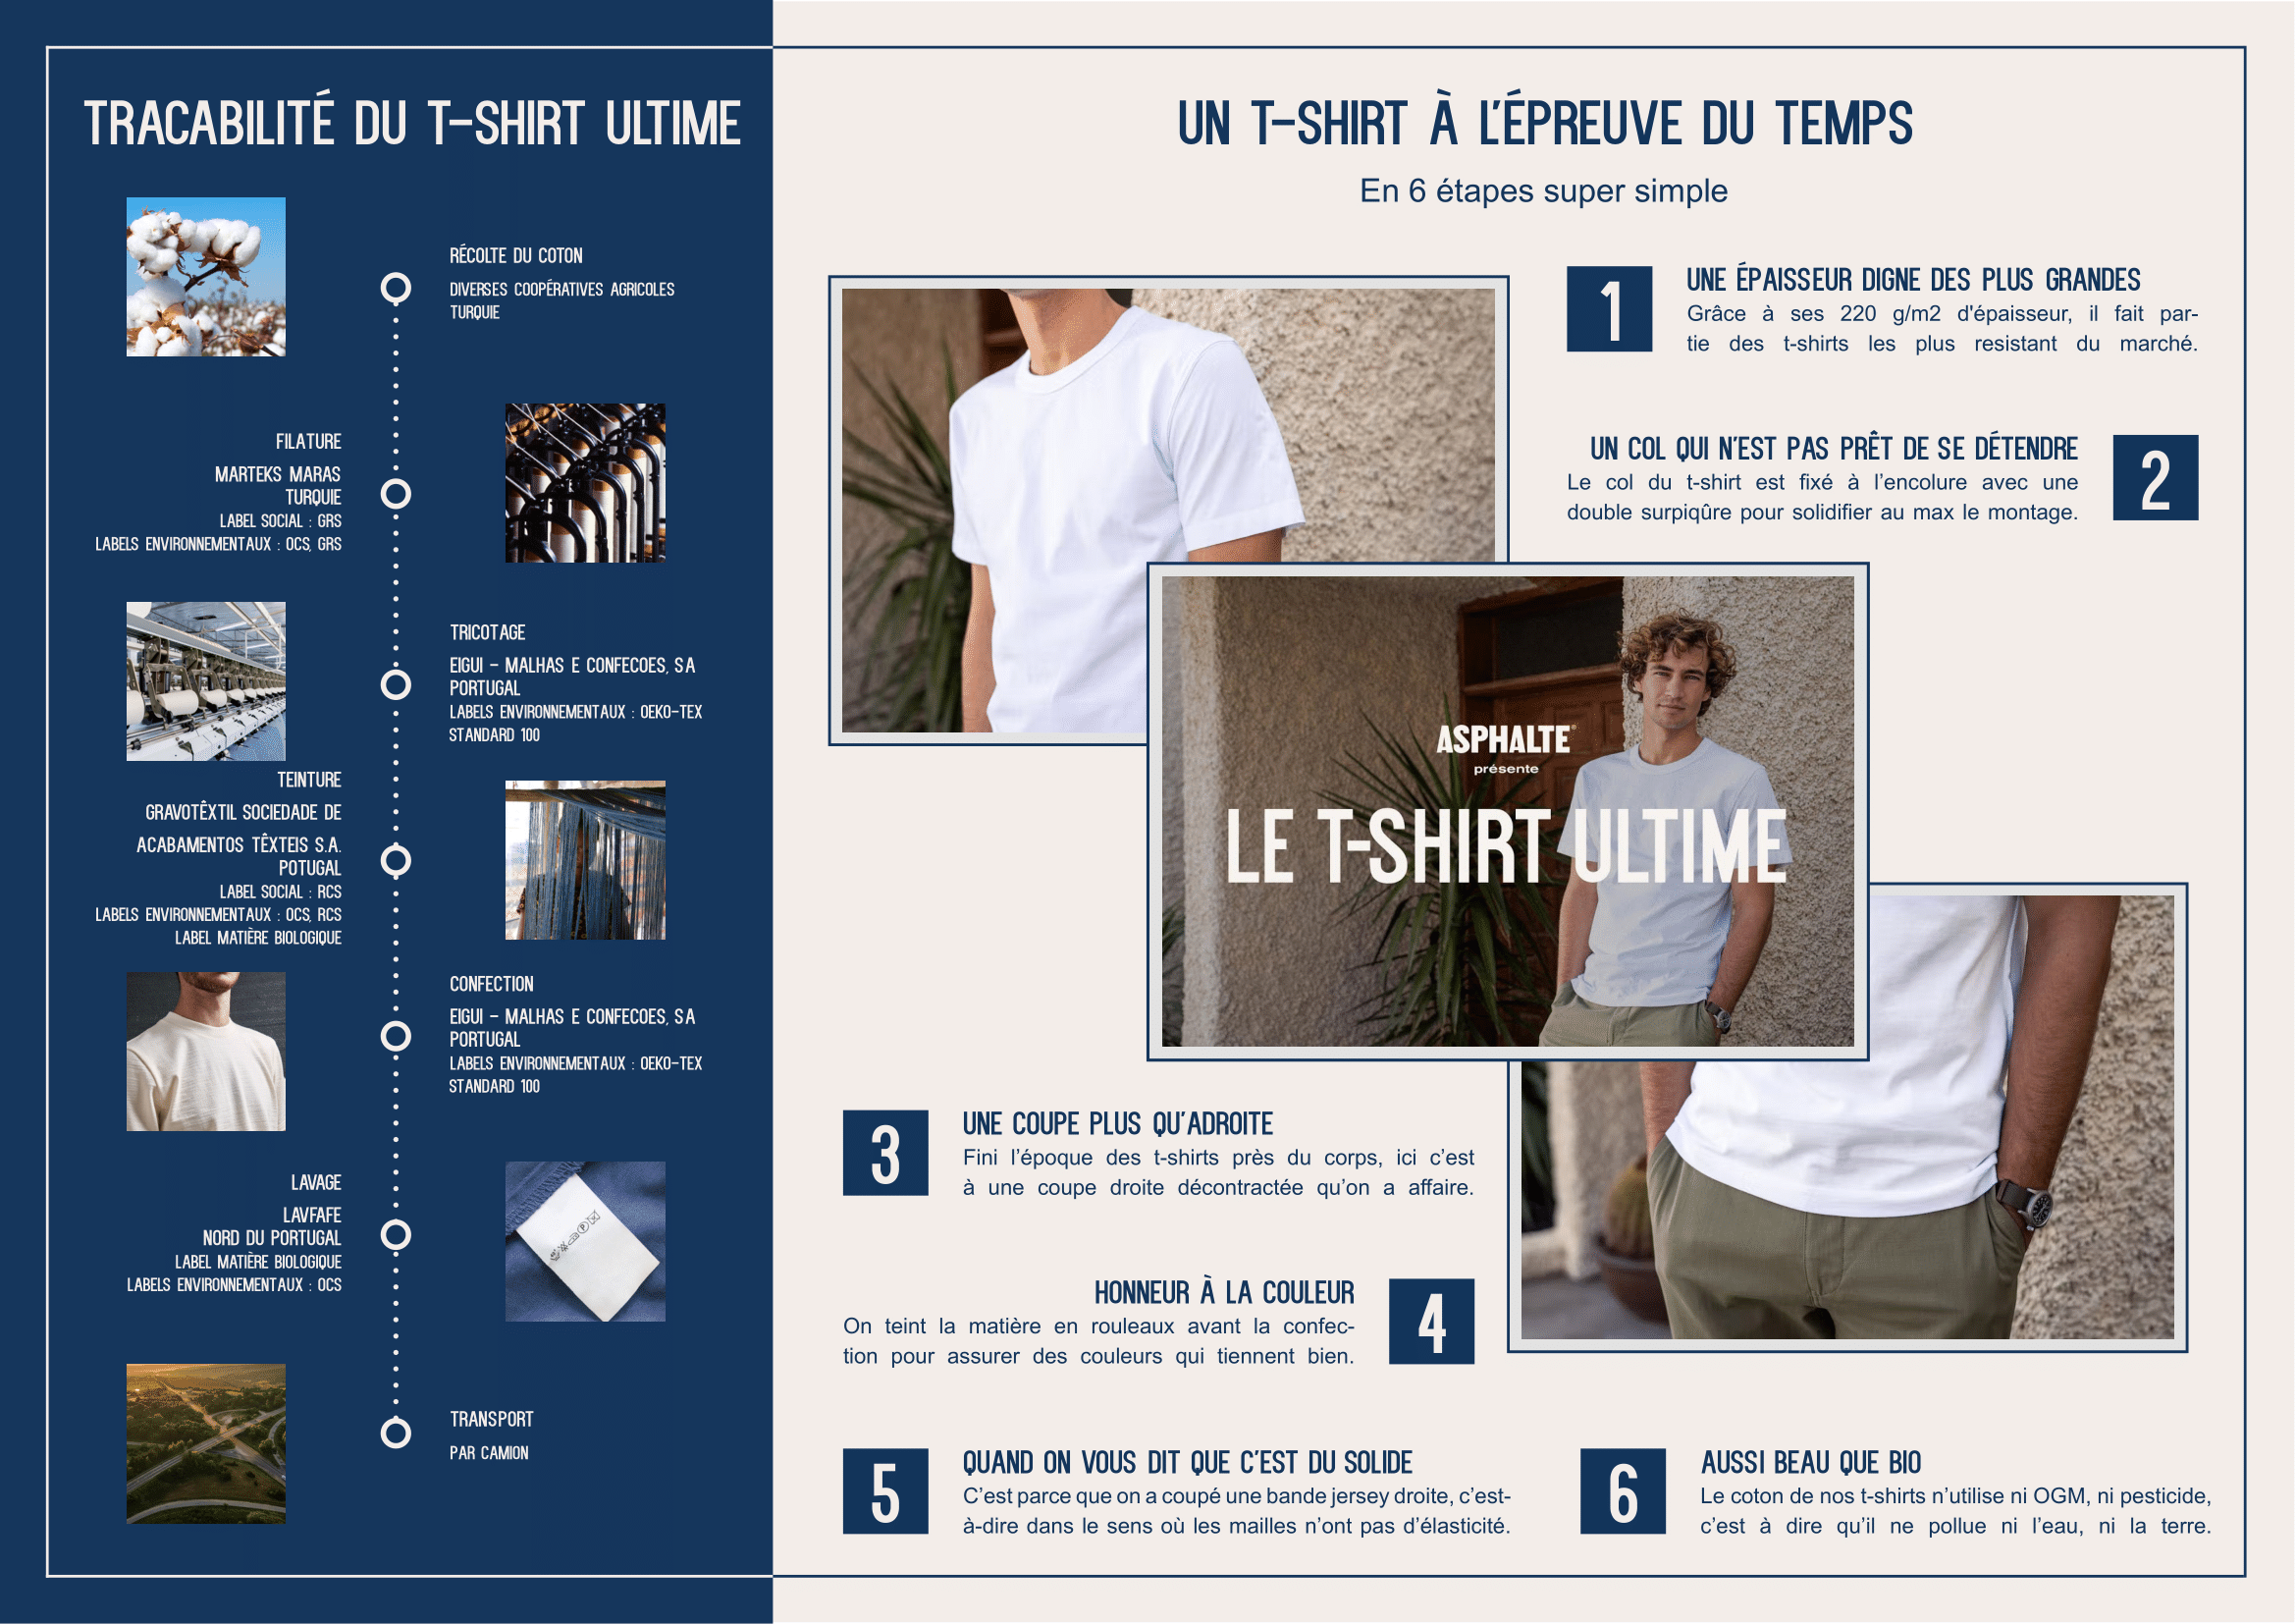 TRACABILITÉ DU T-SHIRT ULTIME
RÉCOLTE DU COTON
DIVERSES COOPÉRATIVES AGRICOLES
TURQUIE
FILATURE
MARTEKS MARAS
TURQUIE
LABEL SOCIAL : GRS
LABELS ENVIRONNEMENTAUX : OCS, GRS
TRICOTAGE
EIGUI - MALHAS E CONFECOES, SA
PORTUGAL
LABELS ENVIRONNEMENTAUX : OEKO-TEX
STANDARD 100
TEINTURE
GRAVOTÊXTIL SOCIEDADE DE
ACABAMENTOS TÊXTEIS S.A.
POTUGAL
LABEL SOCIAL : RCS
LABELS ENVIRONNEMENTAUX : OCS, RCS
LABEL MATIÈRE BIOLOGIQUE
CONFECTION
EIGUI - MALHAS E CONFECOES, SA
PORTUGAL
LABELS ENVIRONNEMENTAUX : OEKO-TEX
STANDARD 100
LAVAGE
LAVFAFE
NORD DU PORTUGAL
LABEL MATIÈRE BIOLOGIQUE
LABELS ENVIRONNEMENTAUX : OCS
TRANSPORT
PAR CAMION
UN T-SHIRT À L'ÉPREUVE DU TEMPS
En 6 étapes super simple
1
UNE ÉPAISSEUR DIGNE DES PLUS GRANDES
Grâce à ses 220 g/m2 d'épaisseur, il fait par-
tie des t-shirts les plus resistant du marché.
UN COL QUI N'EST PAS PRÊT DE SE DÉTENDRE
2
Le col du t-shirt est fixé à l'encolure avec une
double surpiqûre pour solidifier au max le montage.
ASPHALTE®
présente
LE T-SHIRT ULTIME
3
UNE COUPE PLUS QU'ADROITE
Fini l'époque des t-shirts près du corps, ici c'est
à une coupe droite décontractée qu'on a affaire.
HONNEUR À LA COULEUR
4
On teint la matière en rouleaux avant la confec-
tion pour assurer des couleurs qui tiennent bien.
5
QUAND ON VOUS DIT QUE C'EST DU SOLIDE
C'est parce que on a coupé une bande jersey droite, c'est-
à-dire dans le sens où les mailles n'ont pas d'élasticité.
6
AUSSI BEAU QUE BIO
Le coton de nos t-shirts n'utilise ni OGM, ni pesticide,
c'est à dire qu'il ne pollue ni l'eau, ni la terre.